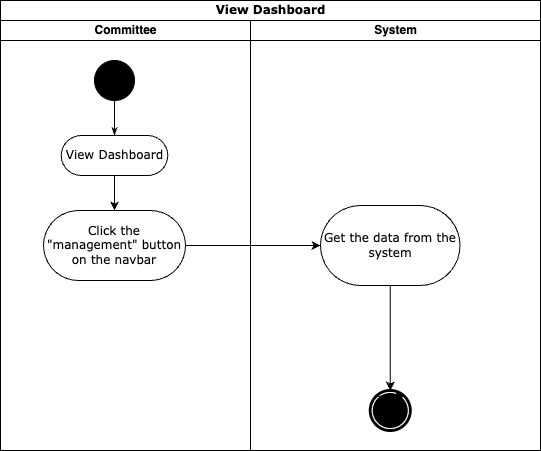 View Dashboard
Committee
System
View Dashboard
Click the
"management" button
on the navbar
Get the data from the
system